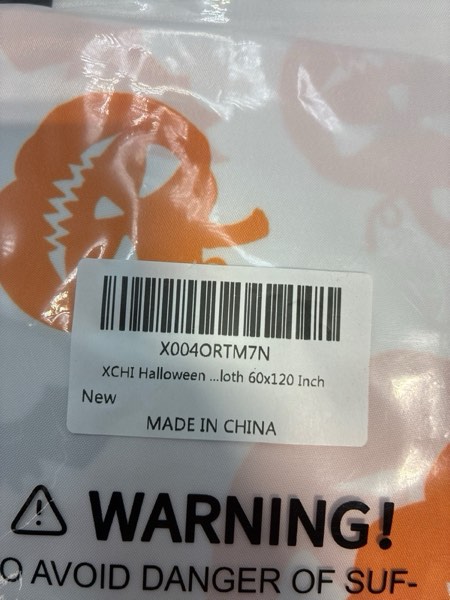 X004ORTM7N
XCHI Halloween ...loth 60x120 Inch
New
MADE IN CHINA
WARNING!
O AVOID DANGER OF SUF-